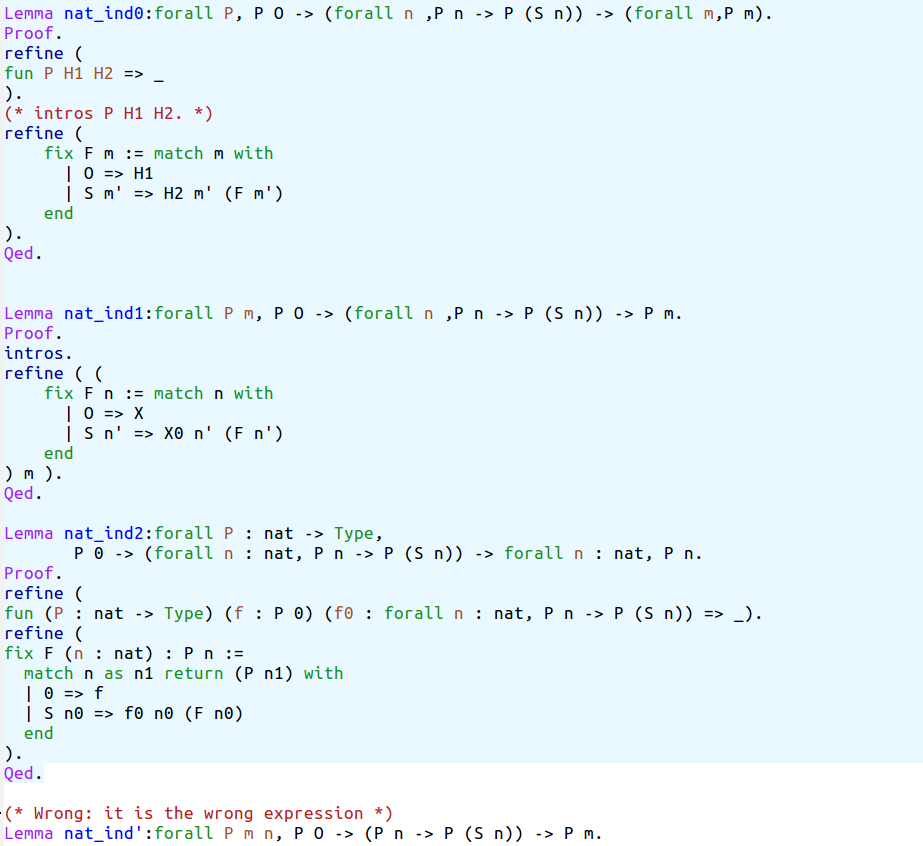 Lemma nat_ind0:forall P, P O -> (forall n ,P n -> P (S n)) -> (forall m,P m).
Proof.
refine (
fun P H1 H2 => _
).
(* intros P H1 H2. *)
refine (
    fix F m := match m with
      | O => H1
      | S m' => H2 m' (F m')
    end
).
Qed.
Lemma nat_ind1:forall P m, P O -> (forall n ,P n -> P (S n)) -> P m.
Proof.
intros.
refine ( (
    fix F n := match n with
      | O => X
      | S n' => X0 n' (F n')
    end
) m ).
Qed.
Lemma nat_ind2:forall P : nat -> Type,
       P 0 -> (forall n : nat, P n -> P (S n)) -> forall n : nat, P n.
Proof.
refine (
fun (P : nat -> Type) (f : P 0) (f0 : forall n : nat, P n -> P (S n)) => _).
refine (
fix F (n : nat) : P n :=
  match n as n1 return (P n1) with
  | 0 => f
  | S n0 => f0 n0 (F n0)
  end
).
Qed.
(* Wrong: it is the wrong expression *)
Lemma nat_ind':forall P m n, P O -> (P n -> P (S n)) -> P m.